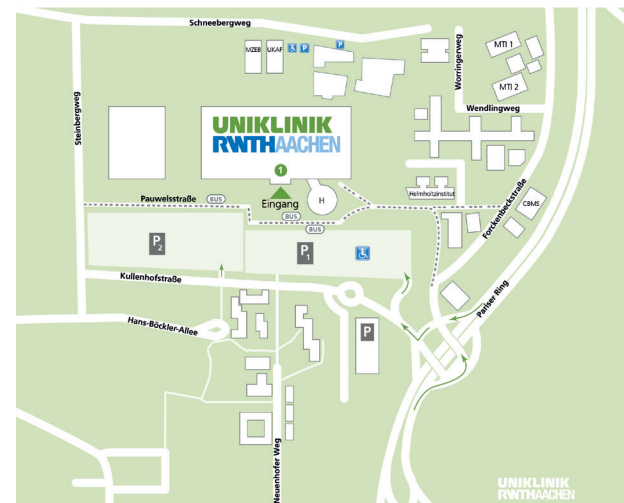 Schneebergweg
MZEB
UKAF
P
P
MTI 1
MTI 2
Worringerweg
Wendlingweg
Steinbergweg
UNIKLINIK
RWTHAACHEN
1
Eingang
H
Helmholtzinstitut
CBMS
Forckenbeckstraße
Pauwelsstraße
BUS
BUS
BUS
P2
P1
Kullenhofstraße
Pariser Ring
Hans-Böckler-Allee
P
Neuenhofer Weg
UNIKLINIK
RWTHAACHEN